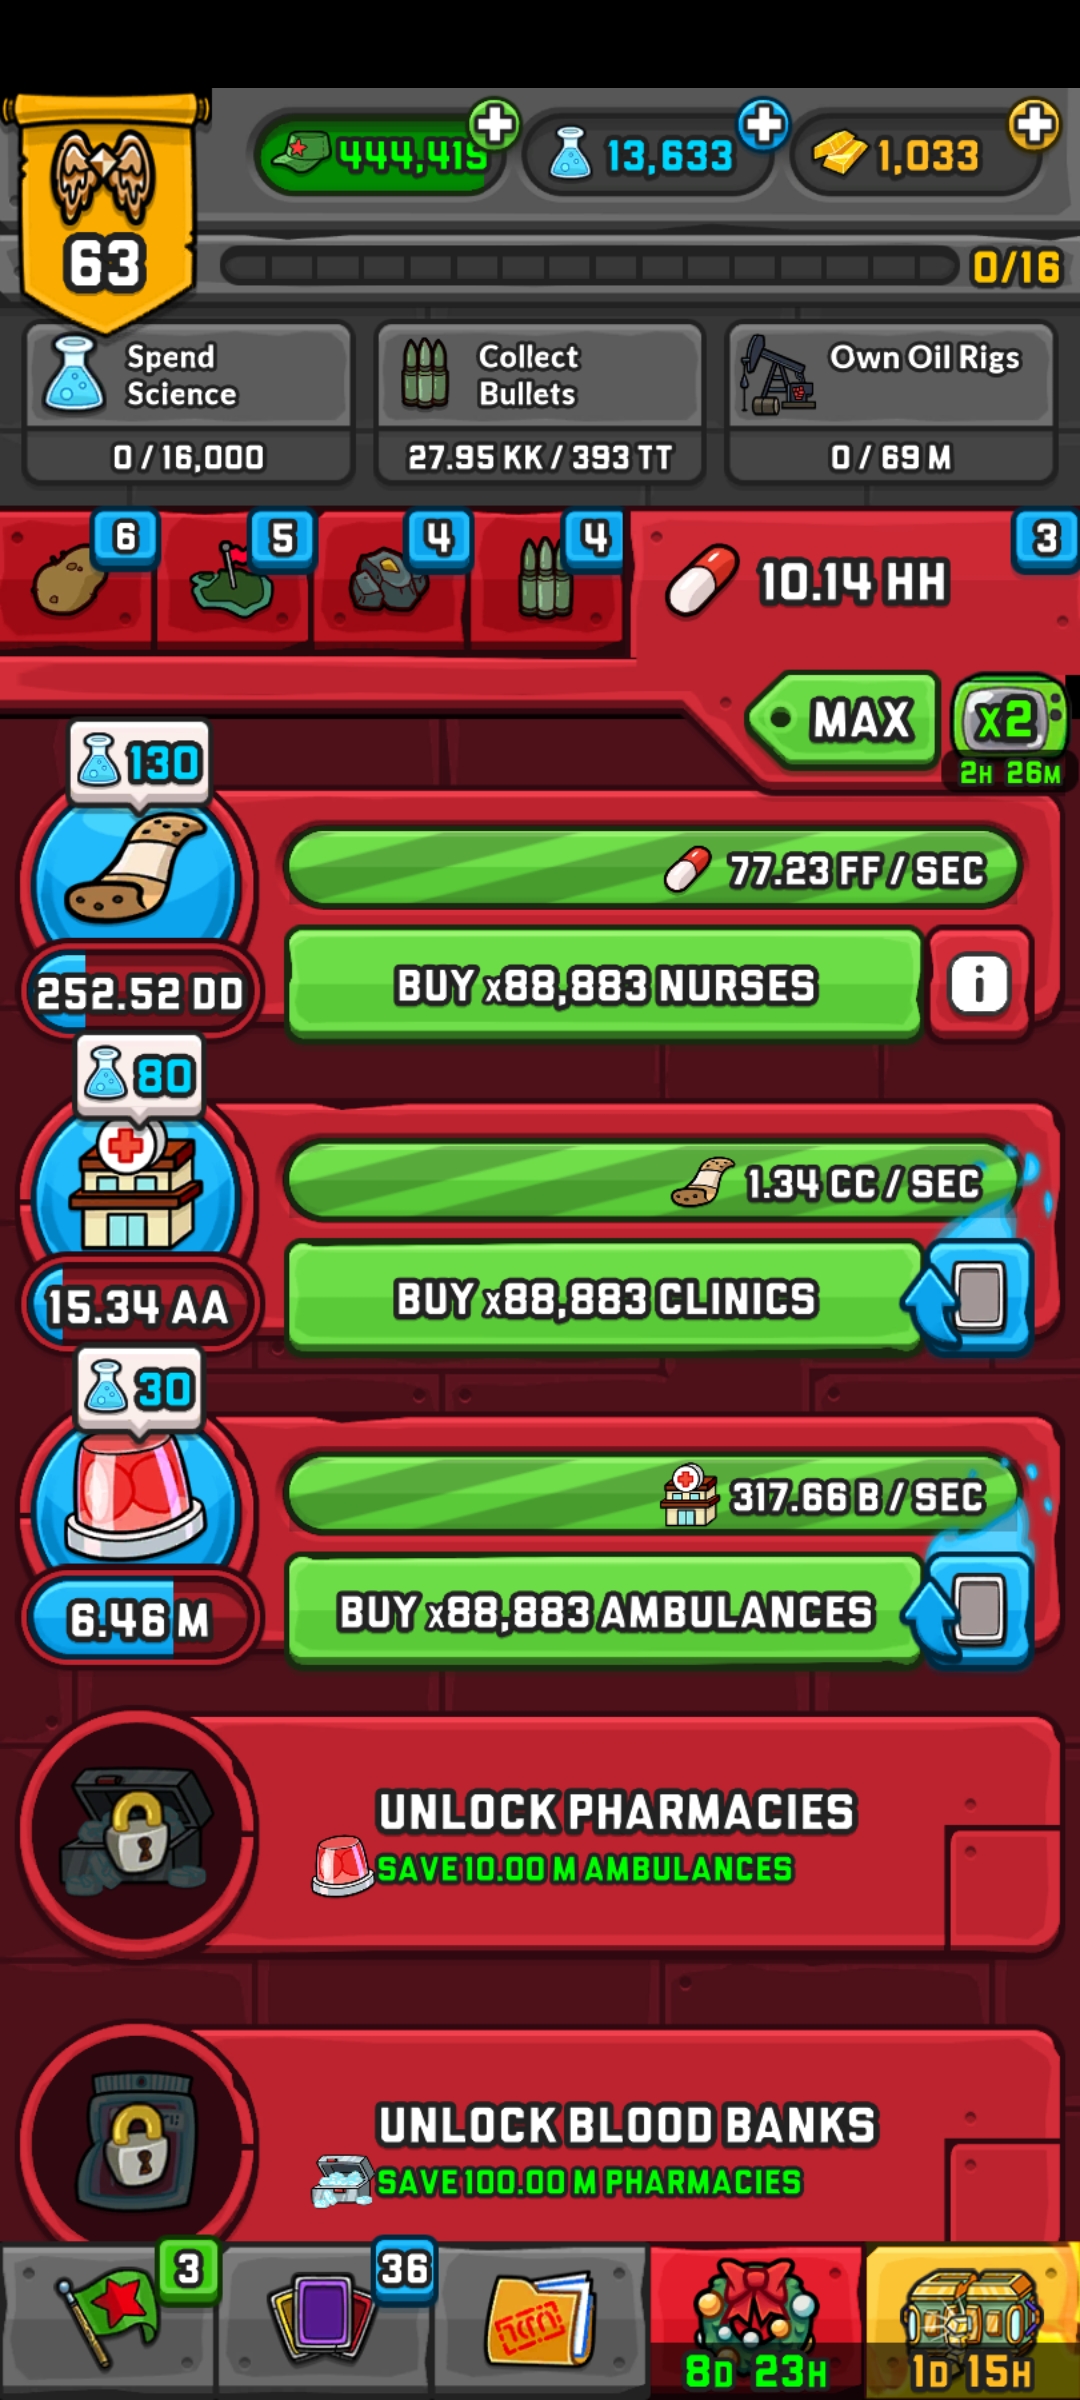 444,415
13,633
1,033
63
0/16
Spend
Science
0 / 16,000
Collect
Bullets
27.95 KK / 393 TT
Own Oil Rigs
0 / 69 M
6
5
4
4
10.14 HH
3
MAX
x2
2H 26M
130
77.23 FF / SEC
252.52 DD
BUY x88,883 NURSES
i
80
1.34 CC / SEC
15.34 AA
BUY x88,883 CLINICS
30
317.66 B / SEC
6.46 M
BUY x88,883 AMBULANCES
UNLOCK PHARMACIES
SAVE 10.00 M AMBULANCES
UNLOCK BLOOD BANKS
SAVE 100.00 M PHARMACIES
3
36
8D 23H
1D 15H